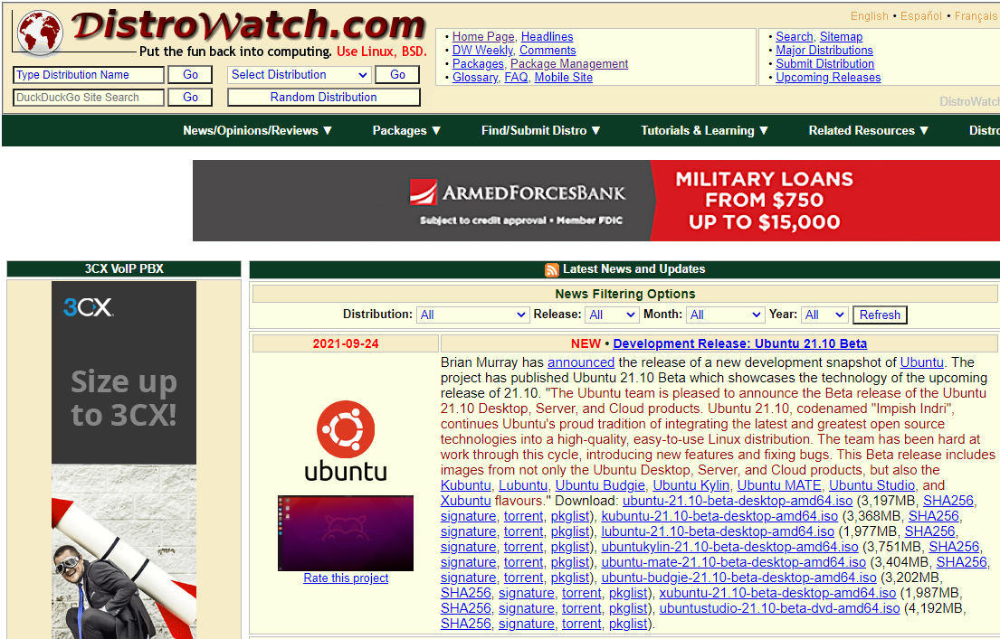 DistroWatch.com
Put the fun back into computing. Use Linux, BSD.
English • Español • Français
• Home Page, Headlines
• DW Weekly, Comments
• Packages, Package Management
• Glossary, FAQ, Mobile Site
• Search, Sitemap
• Major Distributions
• Submit Distribution
• Upcoming Releases
Type Distribution Name Go Select Distribution Go
DuckDuckGo Site Search Go Random Distribution
DistroWatch
News/Opinions/Reviews ▼ Packages ▼ Find/Submit Distro ▼ Tutorials & Learning ▼ Related Resources ▼ Distro
ARMED FORCES BANK
Subject to credit approval • Member FDIC
MILITARY LOANS
FROM $750
UP TO $15,000
3CX VoIP PBX
3CX.
Size up
to 3CX!
Latest News and Updates
News Filtering Options
Distribution: All Release: All Month: All Year: All Refresh
2021-09-24
NEW • Development Release: Ubuntu 21.10 Beta
ubuntu
Rate this project
Brian Murray has announced the release of a new development snapshot of Ubuntu. The
project has published Ubuntu 21.10 Beta which showcases the technology of the upcoming
release of 21.10. "The Ubuntu team is pleased to announce the Beta release of the Ubuntu
21.10 Desktop, Server, and Cloud products. Ubuntu 21.10, codenamed "Impish Indri",
continues Ubuntu's proud tradition of integrating the latest and greatest open source
technologies into a high-quality, easy-to-use Linux distribution. The team has been hard at
work through this cycle, introducing new features and fixing bugs. This Beta release includes
images from not only the Ubuntu Desktop, Server, and Cloud products, but also the
Kubuntu, Lubuntu, Ubuntu Budgie, Ubuntu Kylin, Ubuntu MATE, Ubuntu Studio, and
Xubuntu flavours." Download: ubuntu-21.10-beta-desktop-amd64.iso (3,197MB, SHA256,
signature, torrent, pkglist), kubuntu-21.10-beta-desktop-amd64.iso (3,368MB, SHA256,
signature, torrent, pkglist), lubuntu-21.10-beta-desktop-amd64.iso (1,977MB, SHA256,
signature, torrent, pkglist), ubuntukylin-21.10-beta-desktop-amd64.iso (3,751MB, SHA256,
signature, torrent, pkglist), ubuntu-mate-21.10-beta-desktop-amd64.iso (3,404MB, SHA256,
signature, torrent, pkglist), ubuntu-budgie-21.10-beta-desktop-amd64.iso (3,202MB,
SHA256, signature, torrent, pkglist), xubuntu-21.10-beta-desktop-amd64.iso (1,987MB,
SHA256, signature, torrent, pkglist), ubuntustudio-21.10-beta-dvd-amd64.iso (4,192MB,
SHA256, signature, torrent, pkglist).